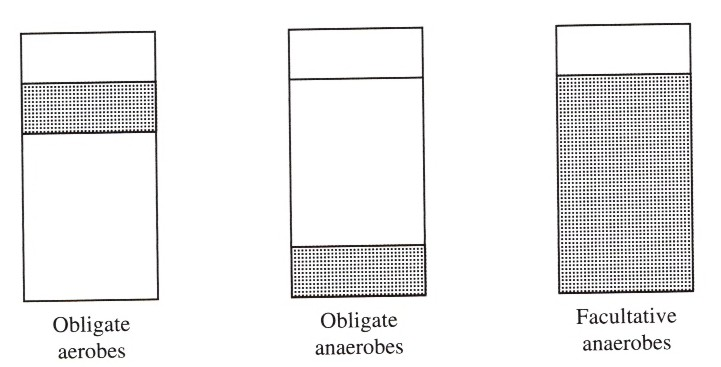 Obligate
aerobes
Obligate
anaerobes
Facultative
anaerobes